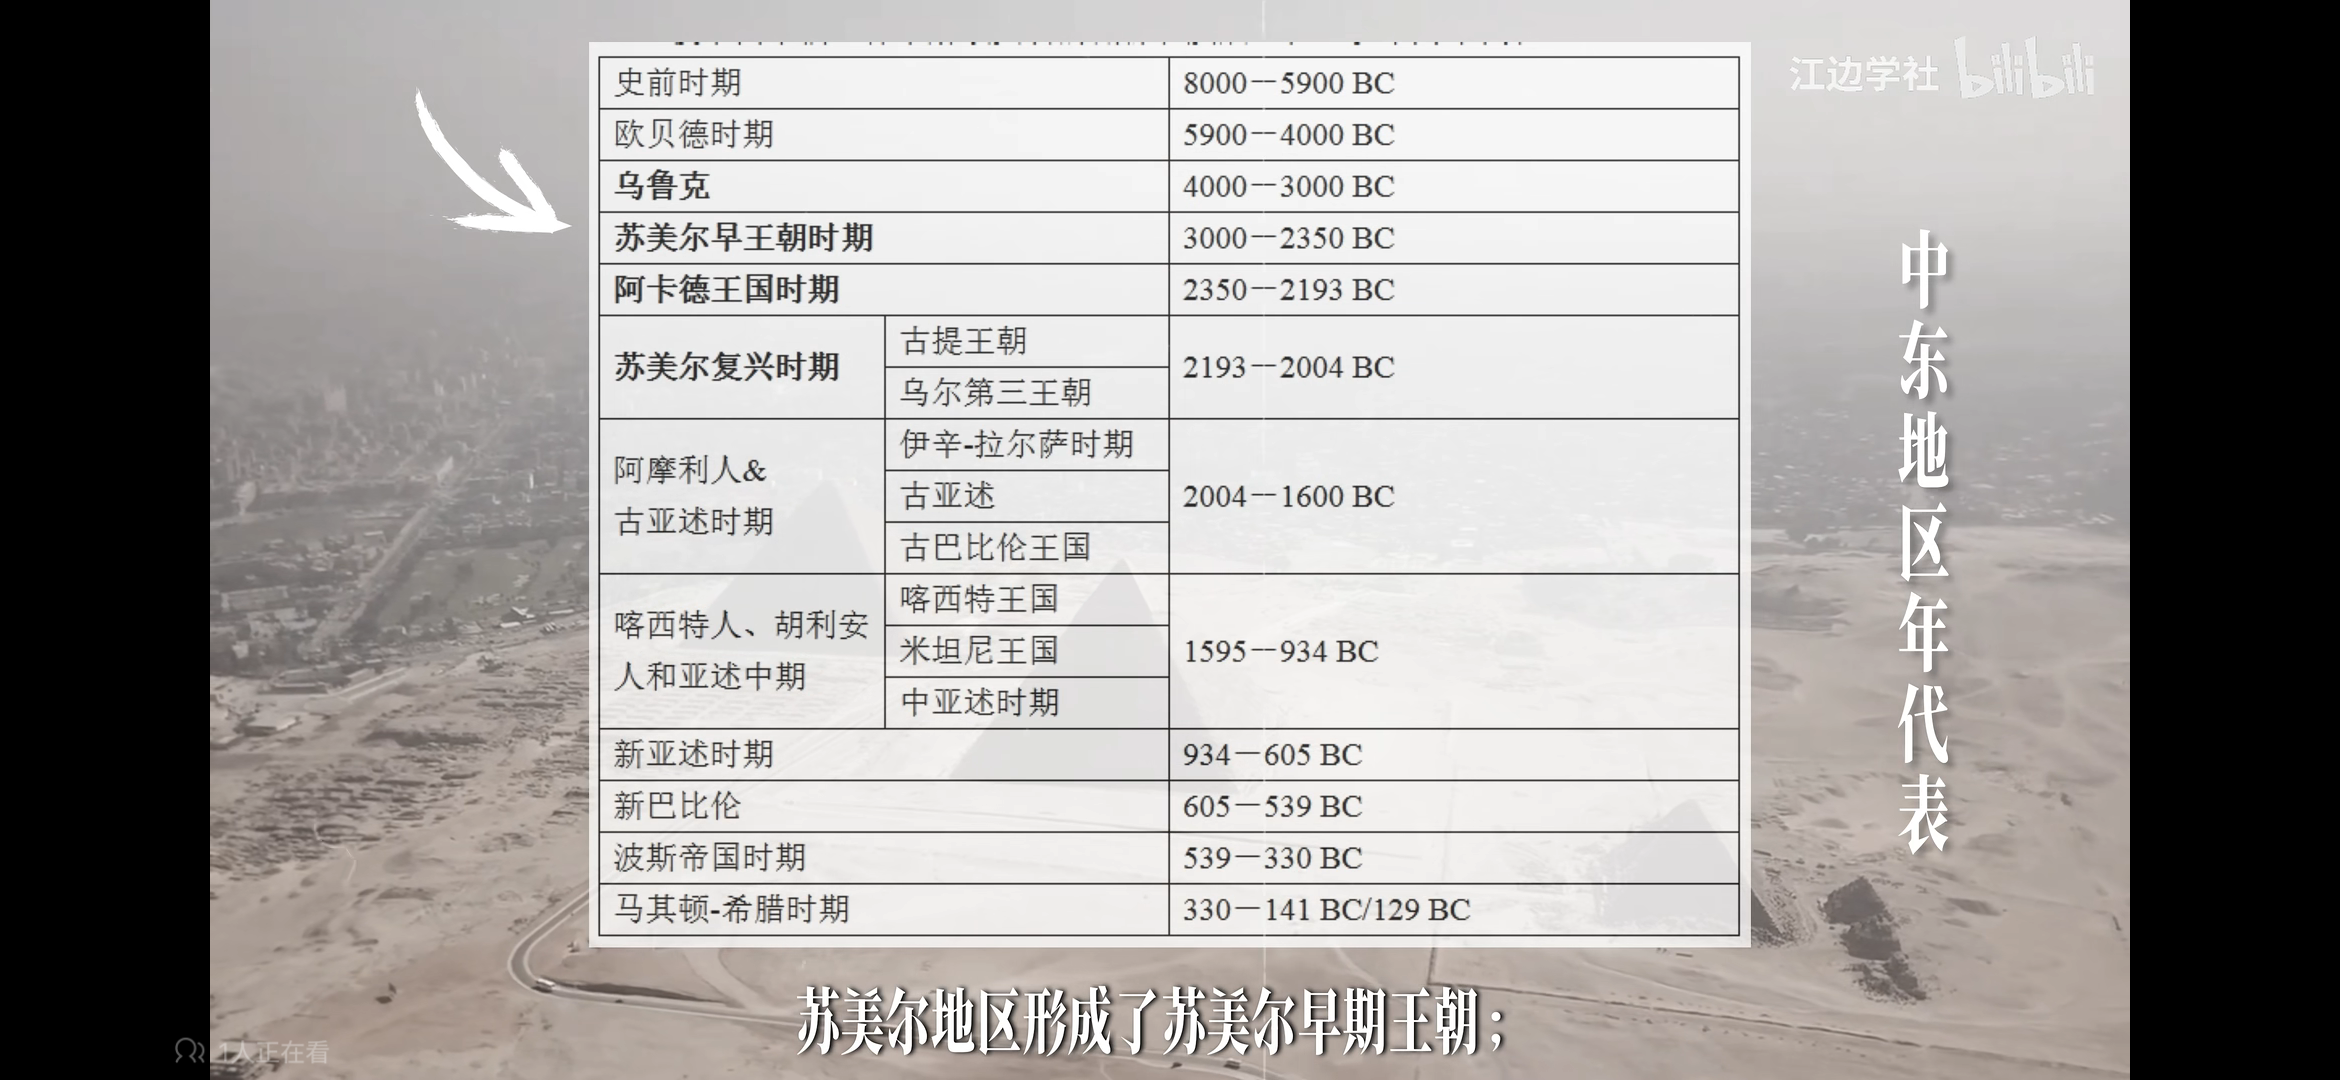 江边学社 bilibili
史前时期 8000－5900 BC
欧贝德时期 5900－4000 BC
乌鲁克 4000－3000 BC
苏美尔早王朝时期 3000－2350 BC
阿卡德王国时期 2350－2193 BC
苏美尔复兴时期 古提王朝 2193－2004 BC
乌尔第三王朝
阿摩利人& 伊辛-拉尔萨时期 2004－1600 BC
古亚述时期 古亚述
古巴比伦王国
喀西特人、胡利安 喀西特王国 1595－934 BC
人和亚述中期 米坦尼王国
中亚述时期
新亚述时期 934－605 BC
新巴比伦 605－539 BC
波斯帝国时期 539－330 BC
马其顿-希腊时期 330－141 BC/129 BC
中东地区年代表
苏美尔地区形成了苏美尔早期王朝；
1人正在看